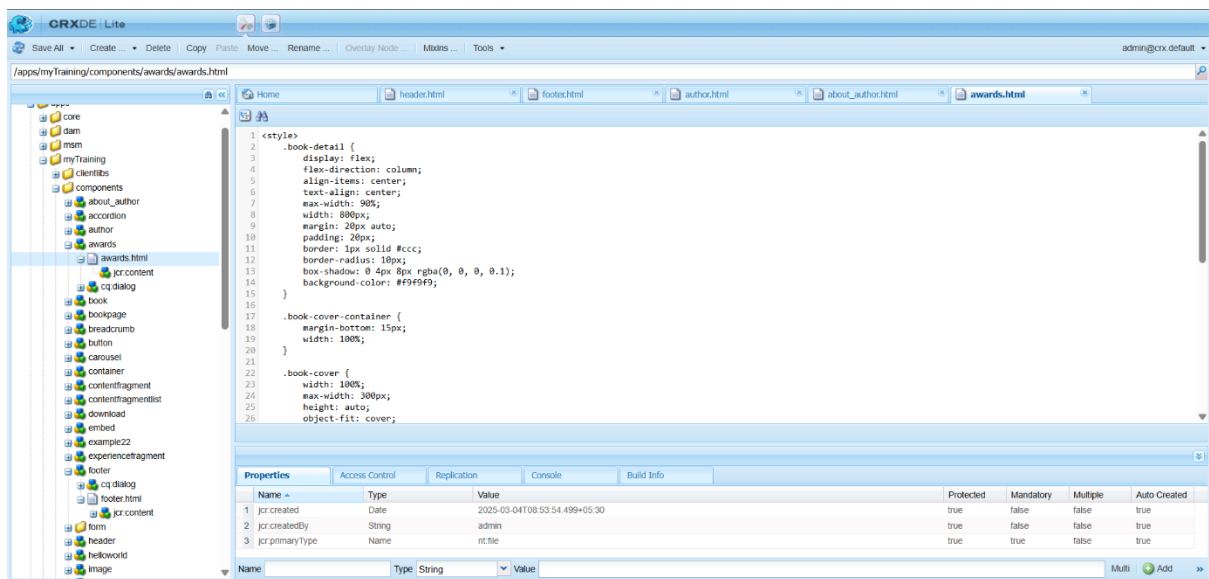 CRXDE Lite
Save All Create ... Delete Copy Paste Move ... Rename ... Overlay Node ... Mixins ... Tools admin@crx.default
/apps/myTraining/components/awards/awards.html
Home header.html footer.html author.html about_author.html awards.html
apps
core
dam
msm
myTraining
clientlibs
components
about_author
accordion
author
awards
awards.html
jcr:content
cq:dialog
book
bookpage
breadcrumb
button
carousel
container
contentfragment
contentfragmentlist
download
embed
example22
experiencefragment
footer
cq:dialog
footer.html
jcr:content
form
header
helloworld
image
1 <style>
2 .book-detail {
3 display: flex;
4 flex-direction: column;
5 align-items: center;
6 text-align: center;
7 max-width: 90%;
8 width: 800px;
9 margin: 20px auto;
10 padding: 20px;
11 border: 1px solid #ccc;
12 border-radius: 10px;
13 box-shadow: 0 4px 8px rgba(0, 0, 0, 0.1);
14 background-color: #f9f9f9;
15 }
16
17 .book-cover-container {
18 margin-bottom: 15px;
19 width: 100%;
20 }
21
22 .book-cover {
23 width: 100%;
24 max-width: 300px;
25 height: auto;
26 object-fit: cover;
Properties Access Control Replication Console Build Info
Name Type Value Protected Mandatory Multiple Auto Created
1 jcr:created Date 2025-03-04T08:53:54.499+05:30 true false false true
2 jcr:createdBy String admin true false false true
3 jcr:primaryType Name nt:file true true false true
Name Type String Value Multi Add »